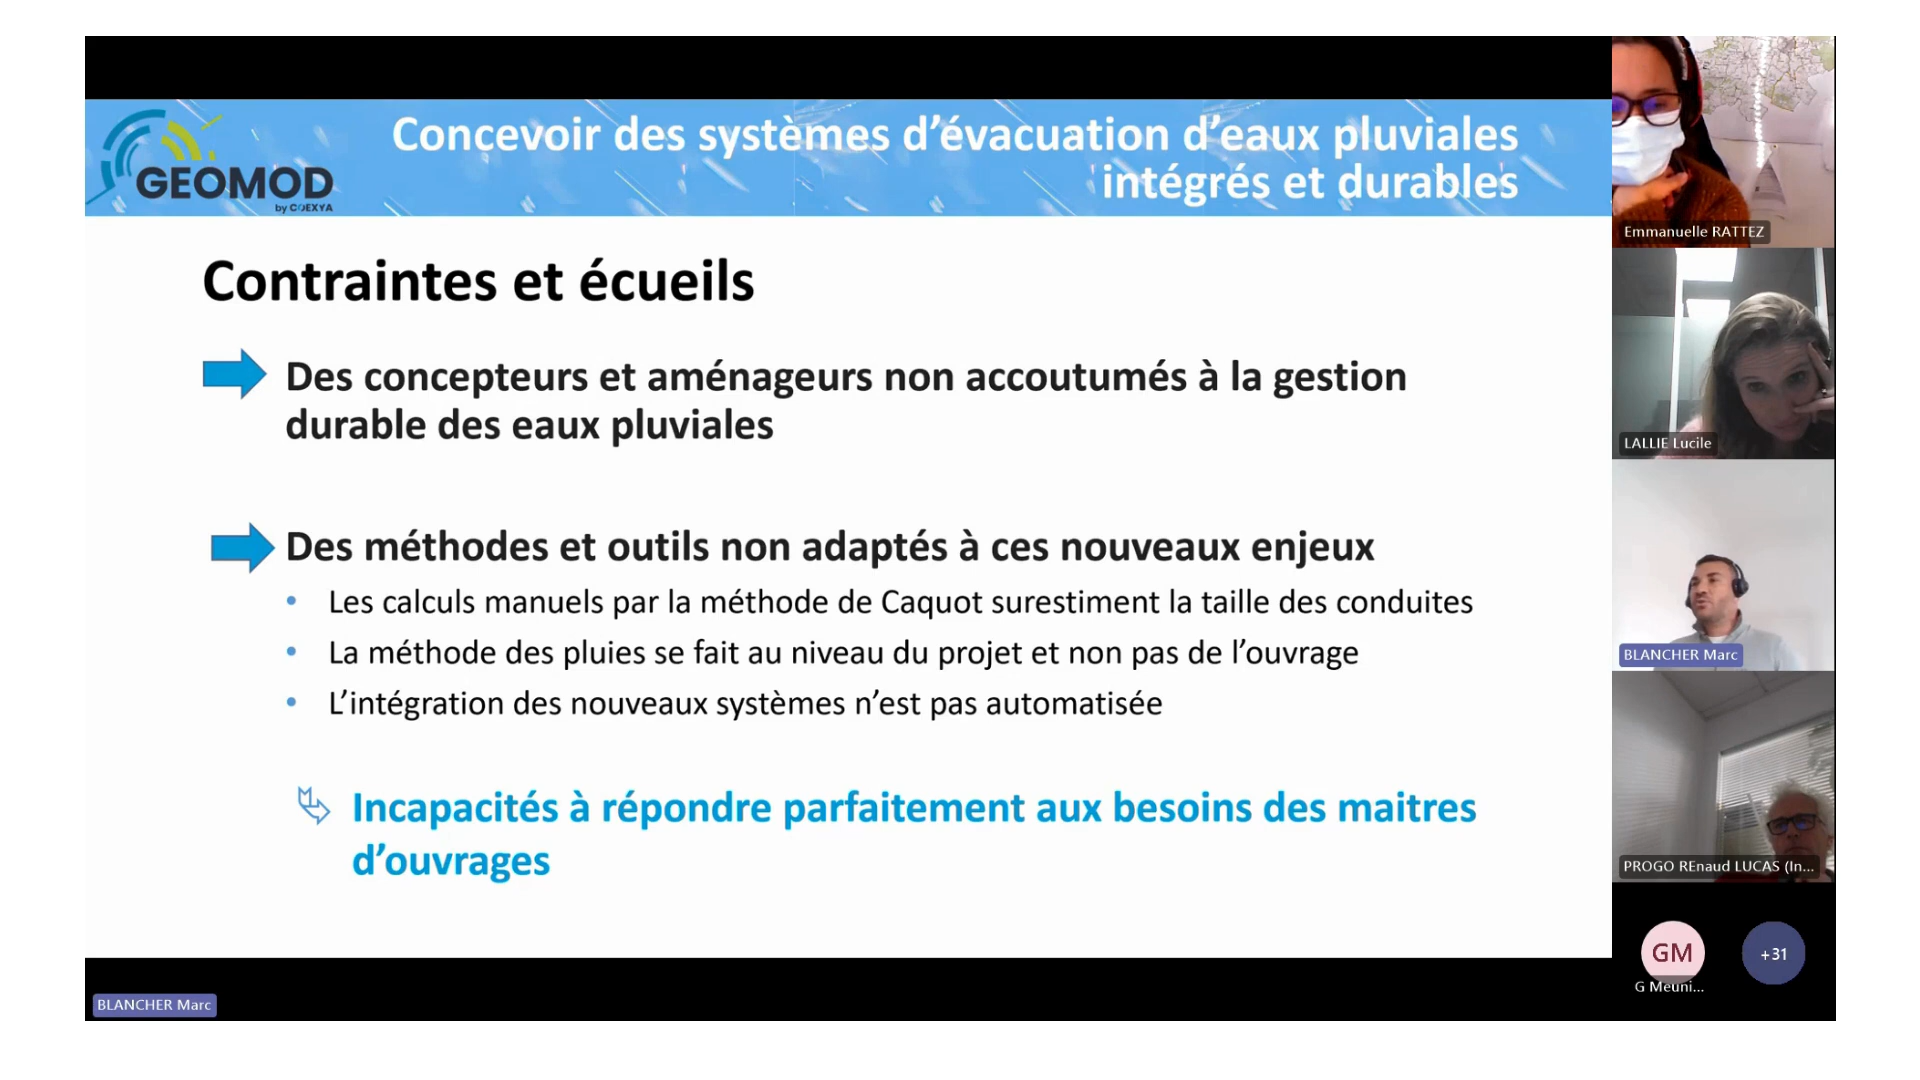 GEOMOD
by COEXYA
Concevoir des systèmes d’évacuation d’eaux pluviales
intégrés et durables
Contraintes et écueils
Des concepteurs et aménageurs non accoutumés à la gestion
durable des eaux pluviales
Des méthodes et outils non adaptés à ces nouveaux enjeux
• Les calculs manuels par la méthode de Caquot surestiment la taille des conduites
• La méthode des pluies se fait au niveau du projet et non pas de l’ouvrage
• L’intégration des nouveaux systèmes n’est pas automatisée
Incapacités à répondre parfaitement aux besoins des maitres
d’ouvrages
BLANCHER Marc
Emmanuelle RATTEZ
LALLIE Lucile
BLANCHER Marc
PROGO REnaud LUCAS (In...
GM
+31
G Meuni...